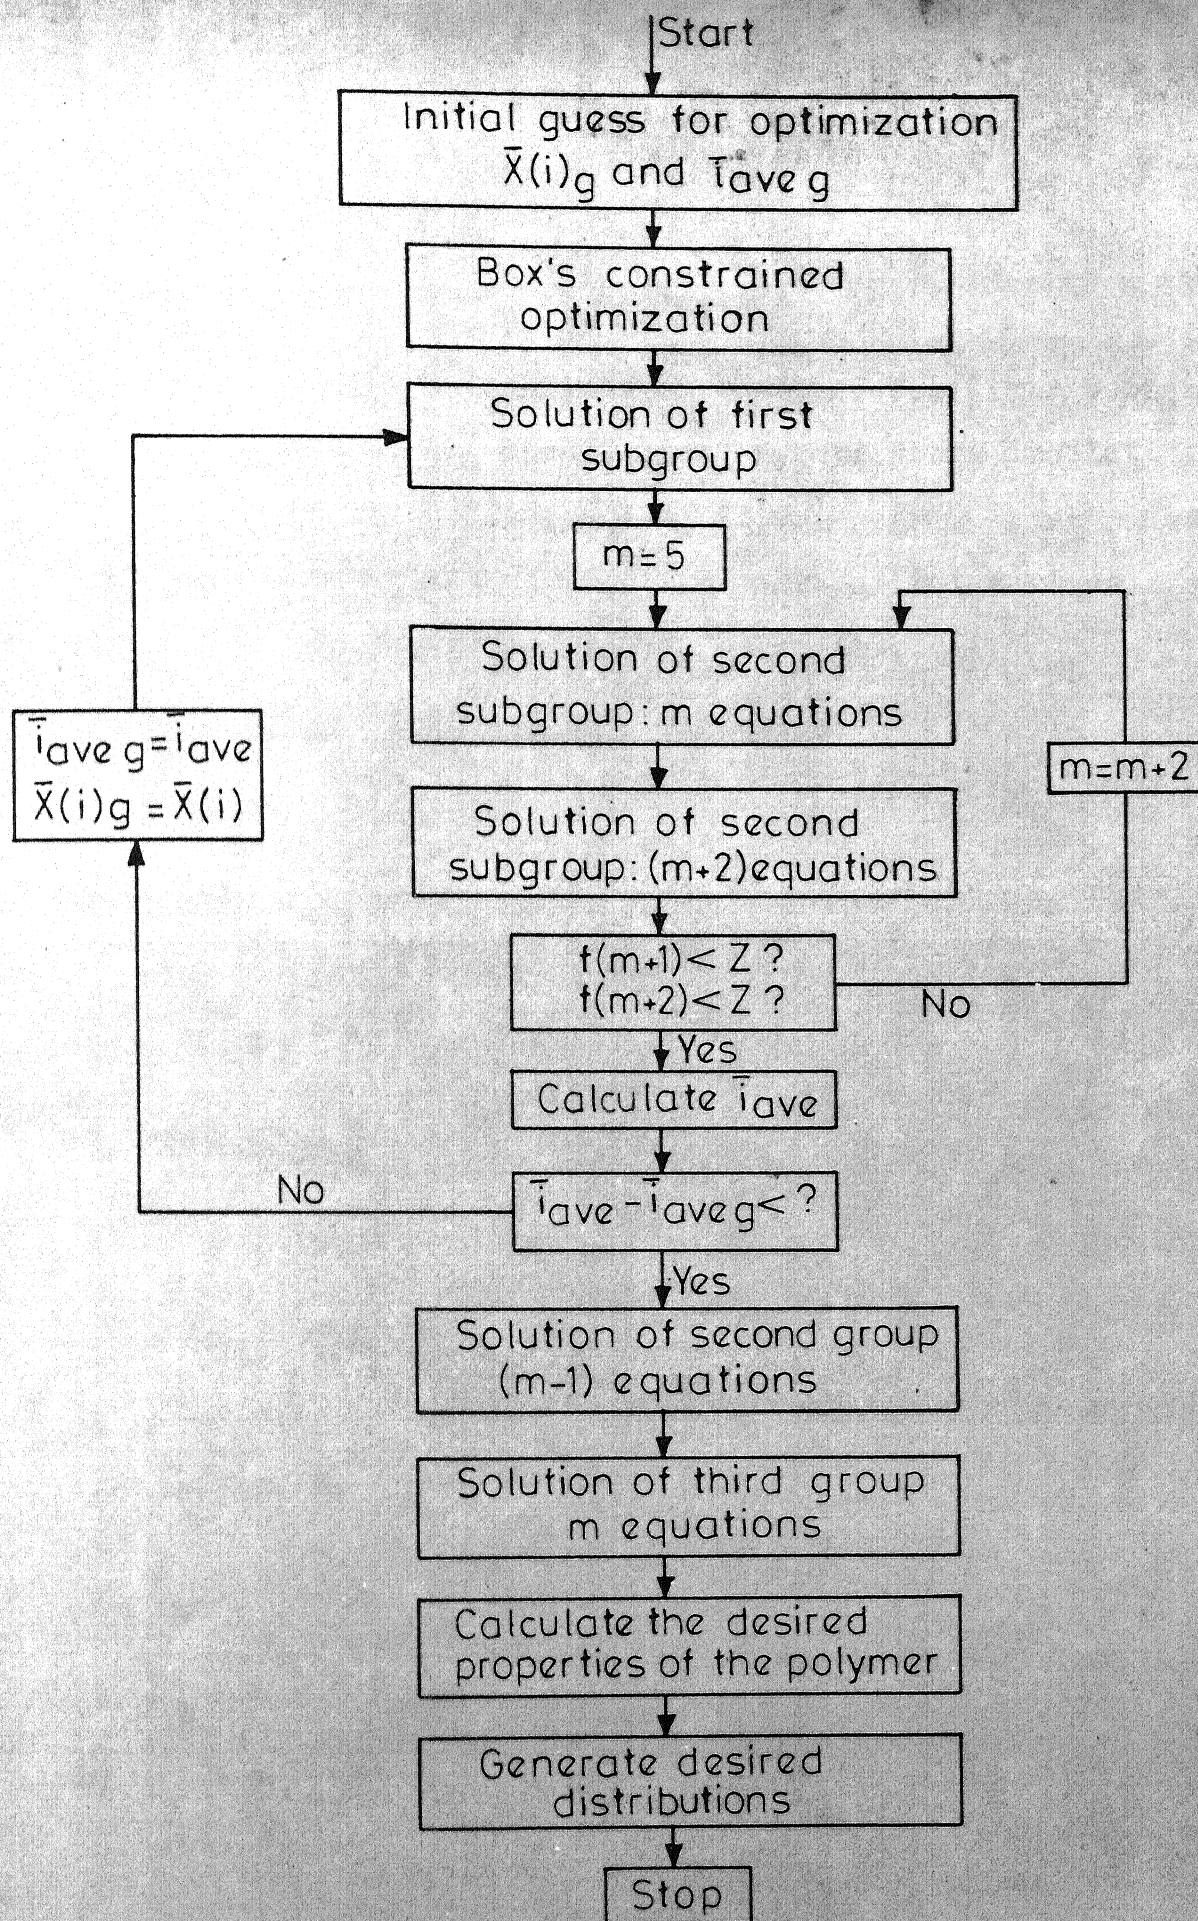 Start
Initial guess for optimization
X̄(i)g and īave g
Box's constrained
optimization
Solution of first
subgroup
m=5
Solution of second
subgroup: m equations
īave g=īave
X̄(i)g = X̄(i)
m=m+2
Solution of second
subgroup: (m+2)equations
f(m+1)< Z ?
f(m+2)< Z ?
No
Yes
Calculate īave
No
īave - īave g< ?
Yes
Solution of second group
(m-1) equations
Solution of third group
m equations
Calculate the desired
properties of the polymer
Generate desired
distributions
Stop